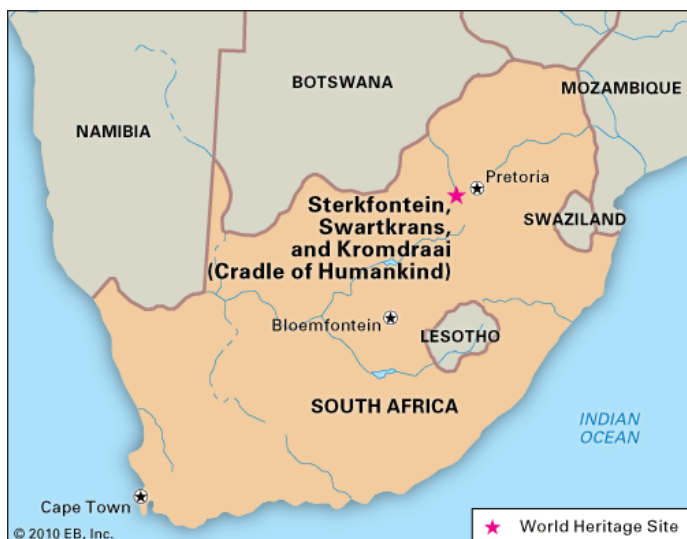 BOTSWANA
MOZAMBIQUE
NAMIBIA
Pretoria
Sterkfontein,
Swartkrans,
and Kromdraai
(Cradle of Humankind)
SWAZILAND
Bloemfontein
LESOTHO
SOUTH AFRICA
INDIAN
OCEAN
Cape Town
© 2010 EB, Inc.
World Heritage Site